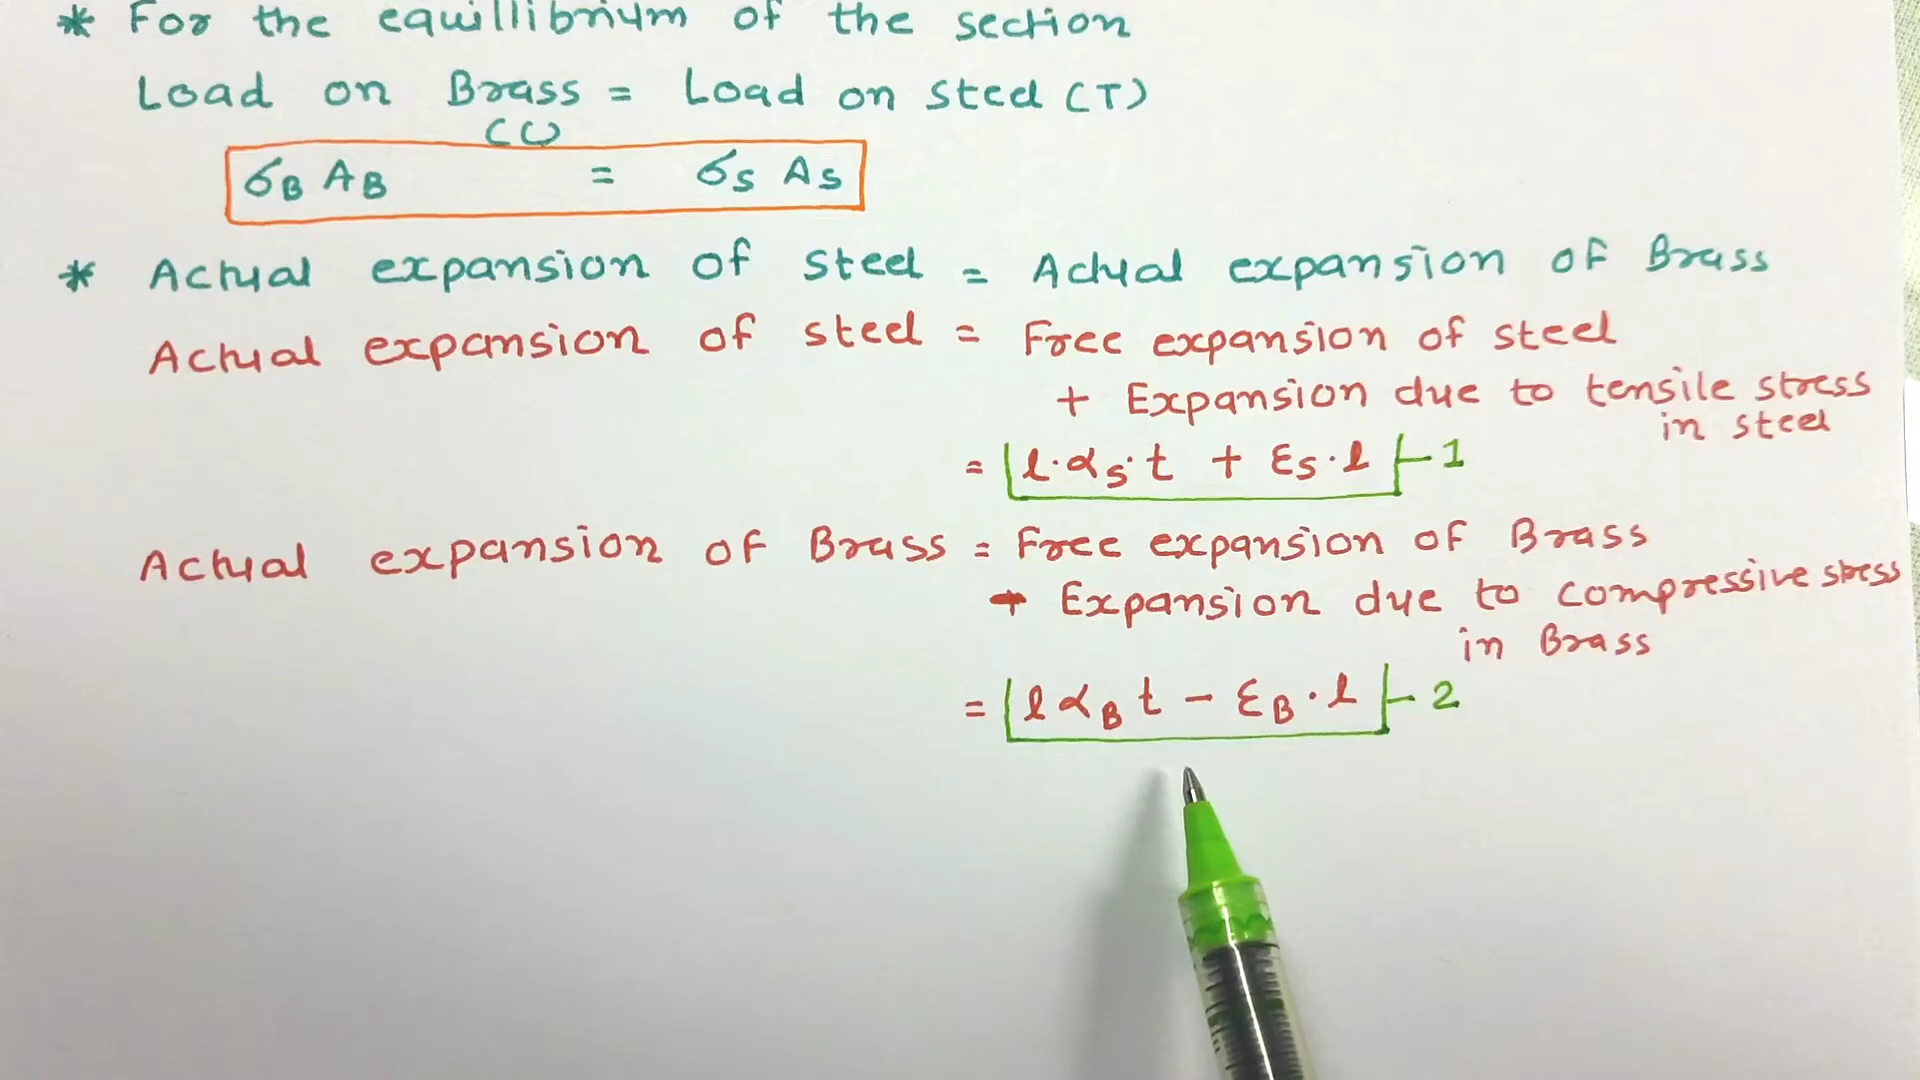 * For the equillibrium of the section
Load on Brass = Load on steel (T)
(C)
σB AB = σS AS
* Actual expansion of steel = Actual expansion of Brass
Actual expansion of steel = Free expansion of steel
+ Expansion due to tensile stress
in steel
= l·αS·t + εS·l -1
Actual expansion of Brass = Free expansion of Brass
- Expansion due to compressive stress
in Brass
= l αB t - εB·l -2